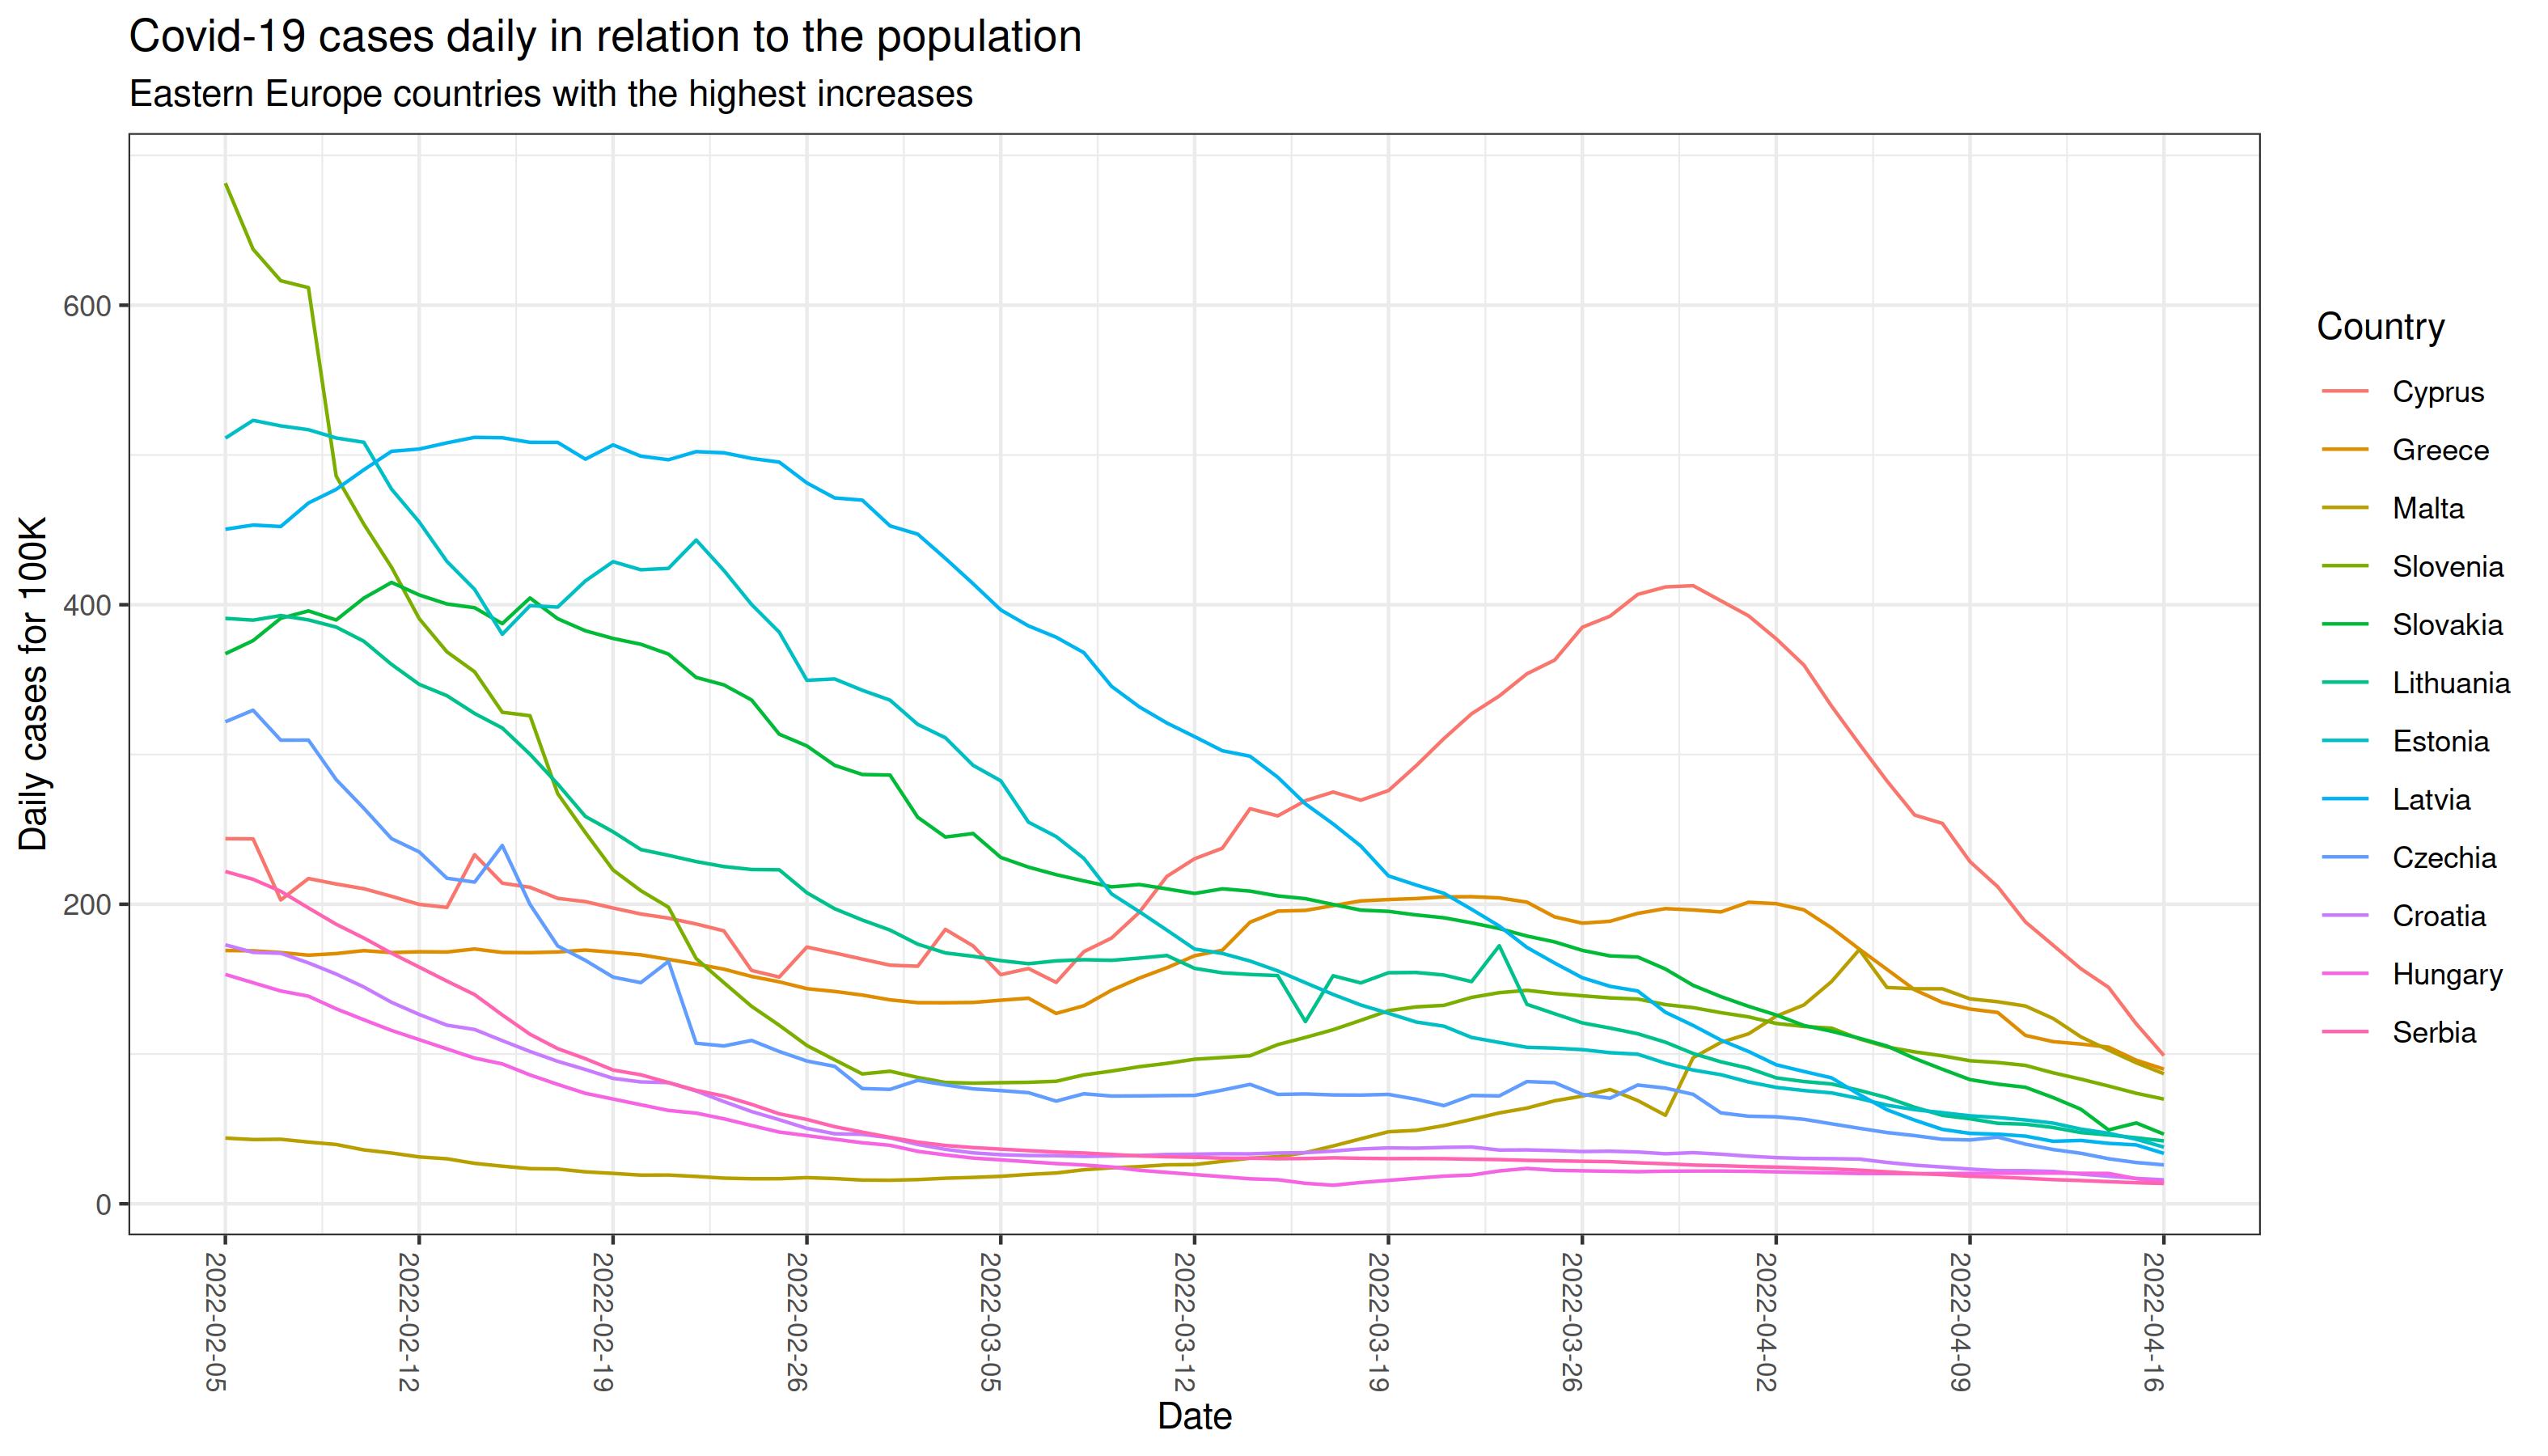 Covid-19 cases daily in relation to the population
Eastern Europe countries with the highest increases
Daily cases for 100K
600
400
200
0
2022-02-05
2022-02-12
2022-02-19
2022-02-26
2022-03-05
2022-03-12
2022-03-19
2022-03-26
2022-04-02
2022-04-09
2022-04-16
Date
Country
Cyprus
Greece
Malta
Slovenia
Slovakia
Lithuania
Estonia
Latvia
Czechia
Croatia
Hungary
Serbia